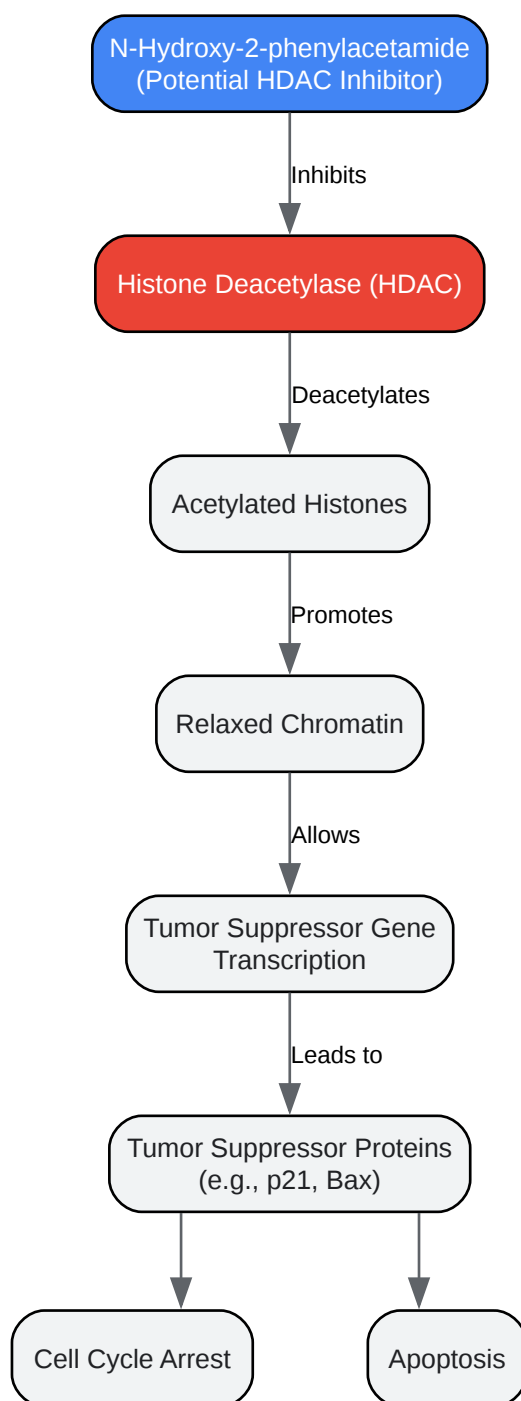 N-Hydroxy-2-phenylacetamide
(Potential HDAC Inhibitor)
Inhibits
Histone Deacetylase (HDAC)
Deacetylates
Acetylated Histones
Promotes
Relaxed Chromatin
Allows
Tumor Suppressor Gene
Transcription
Leads to
Tumor Suppressor Proteins
(e.g., p21, Bax)
Cell Cycle Arrest
Apoptosis